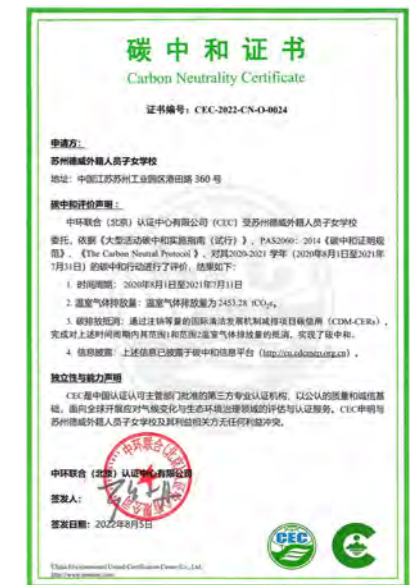 碳中和证书
Carbon Neutrality Certificate
证书编号：CEC-2022-CN-O-0024
申请方：
苏州德威外籍人员子女学校
地址：中国江苏苏州工业园区港田路 360 号
碳中和评价声明：
中环联合（北京）认证中心有限公司（CEC）受苏州德威外籍人员子女学校
委托，依据《大型活动碳中和实施指南（试行）》、PAS2060：2014《碳中和证明规
范》、《The Carbon Neutral Protocol》，对其2020-2021 学年（2020年8月1日至2021年
7月31日）的碳中和行动进行了评价，结果如下：
1. 时间周期： 2020年8月1日至2021年7月31日
2. 温室气体排放量：温室气体排放量为2453.28 tCO₂e。
3. 碳排放抵消：通过注销等量的国际清洁发展机制减排项目碳信用（CDM-CERs），
完成对上述时间周期内其范围1和范围2温室气体排放量的抵消，实现了碳中和。
4. 信息披露：上述信息已披露于碳中和信息平台（http://cn.cdcmep.org.cn）。
独立性与能力声明
CEC是中国认证认可主管部门批准的第三方专业认证机构，以公认的质量和诚信基
础，面向全球开展应对气候变化与生态环境治理领域的评估与认证服务。CEC申明与
苏州德威外籍人员子女学校及其利益相关方无任何利益冲突。
中环联合（北京）认证中心有限公司
签发人：
签发日期：2022年8月5日
CEC
China Environmental United Certification Center Co., Ltd.